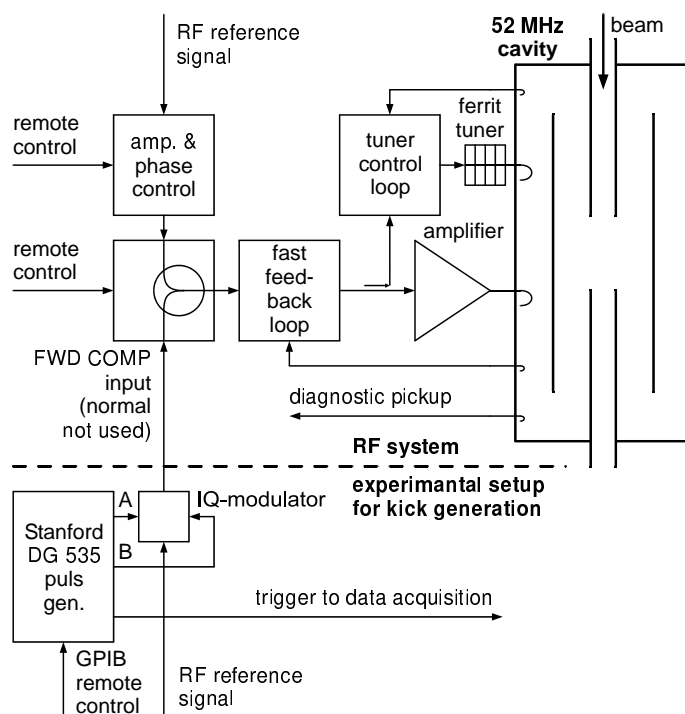 52 MHz
cavity
beam
RF reference
signal
remote
control
amp. &
phase
control
tuner
control
loop
ferrit
tuner
remote
control
fast
feed-
back
loop
amplifier
FWD COMP
input
(normal
not used)
diagnostic pickup
RF system
experimantal setup
for kick generation
A
IQ-modulator
B
Stanford
DG 535
puls
gen.
trigger to data acquisition
GPIB
remote
control
RF reference
signal